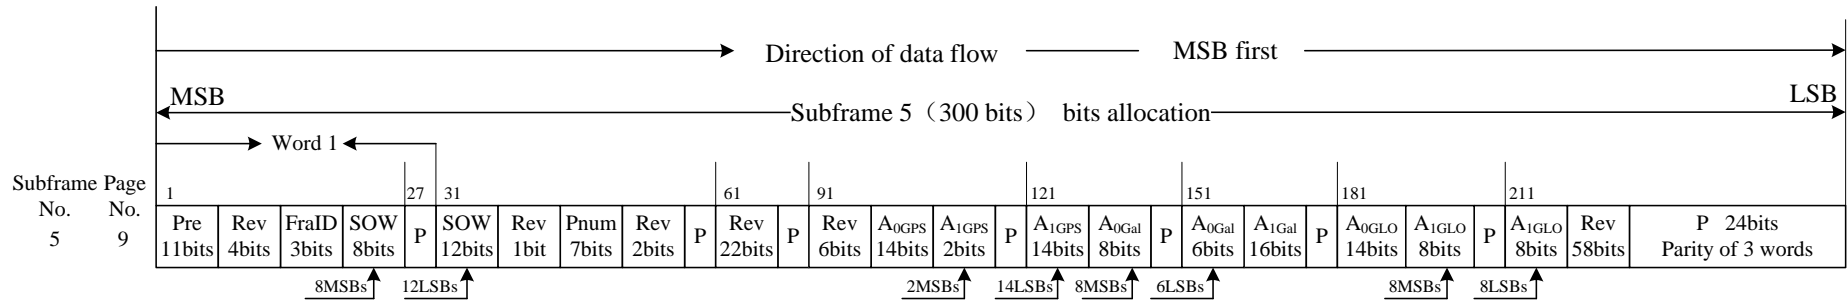 Direction of data flow MSB first
MSB LSB
Subframe 5（300 bits） bits allocation
Word 1
Subframe Page
No. No.
5 9
1 27 31 61 91 121 151 181 211
Pre 11bits
Rev 4bits
FraID 3bits
SOW 8bits
P
SOW 12bits
Rev 1bit
Pnum 7bits
Rev 2bits
P
Rev 22bits
P
Rev 6bits
A0GPS 14bits
A1GPS 2bits
P
A1GPS 14bits
A0Gal 8bits
P
A0Gal 6bits
A1Gal 16bits
P
A0GLO 14bits
A1GLO 8bits
P
A1GLO 8bits
Rev 58bits
P 24bits
Parity of 3 words
8MSBs 12LSBs 2MSBs 14LSBs 8MSBs 6LSBs 8MSBs 8LSBs